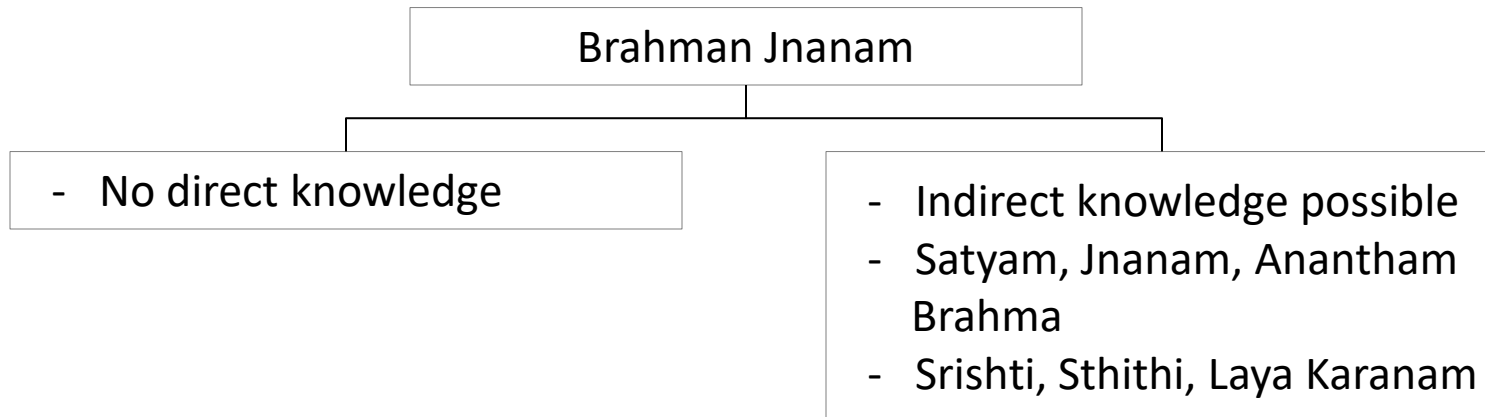 Brahman Jnanam
- No direct knowledge
- Indirect knowledge possible
- Satyam, Jnanam, Anantham
Brahma
- Srishti, Sthithi, Laya Karanam